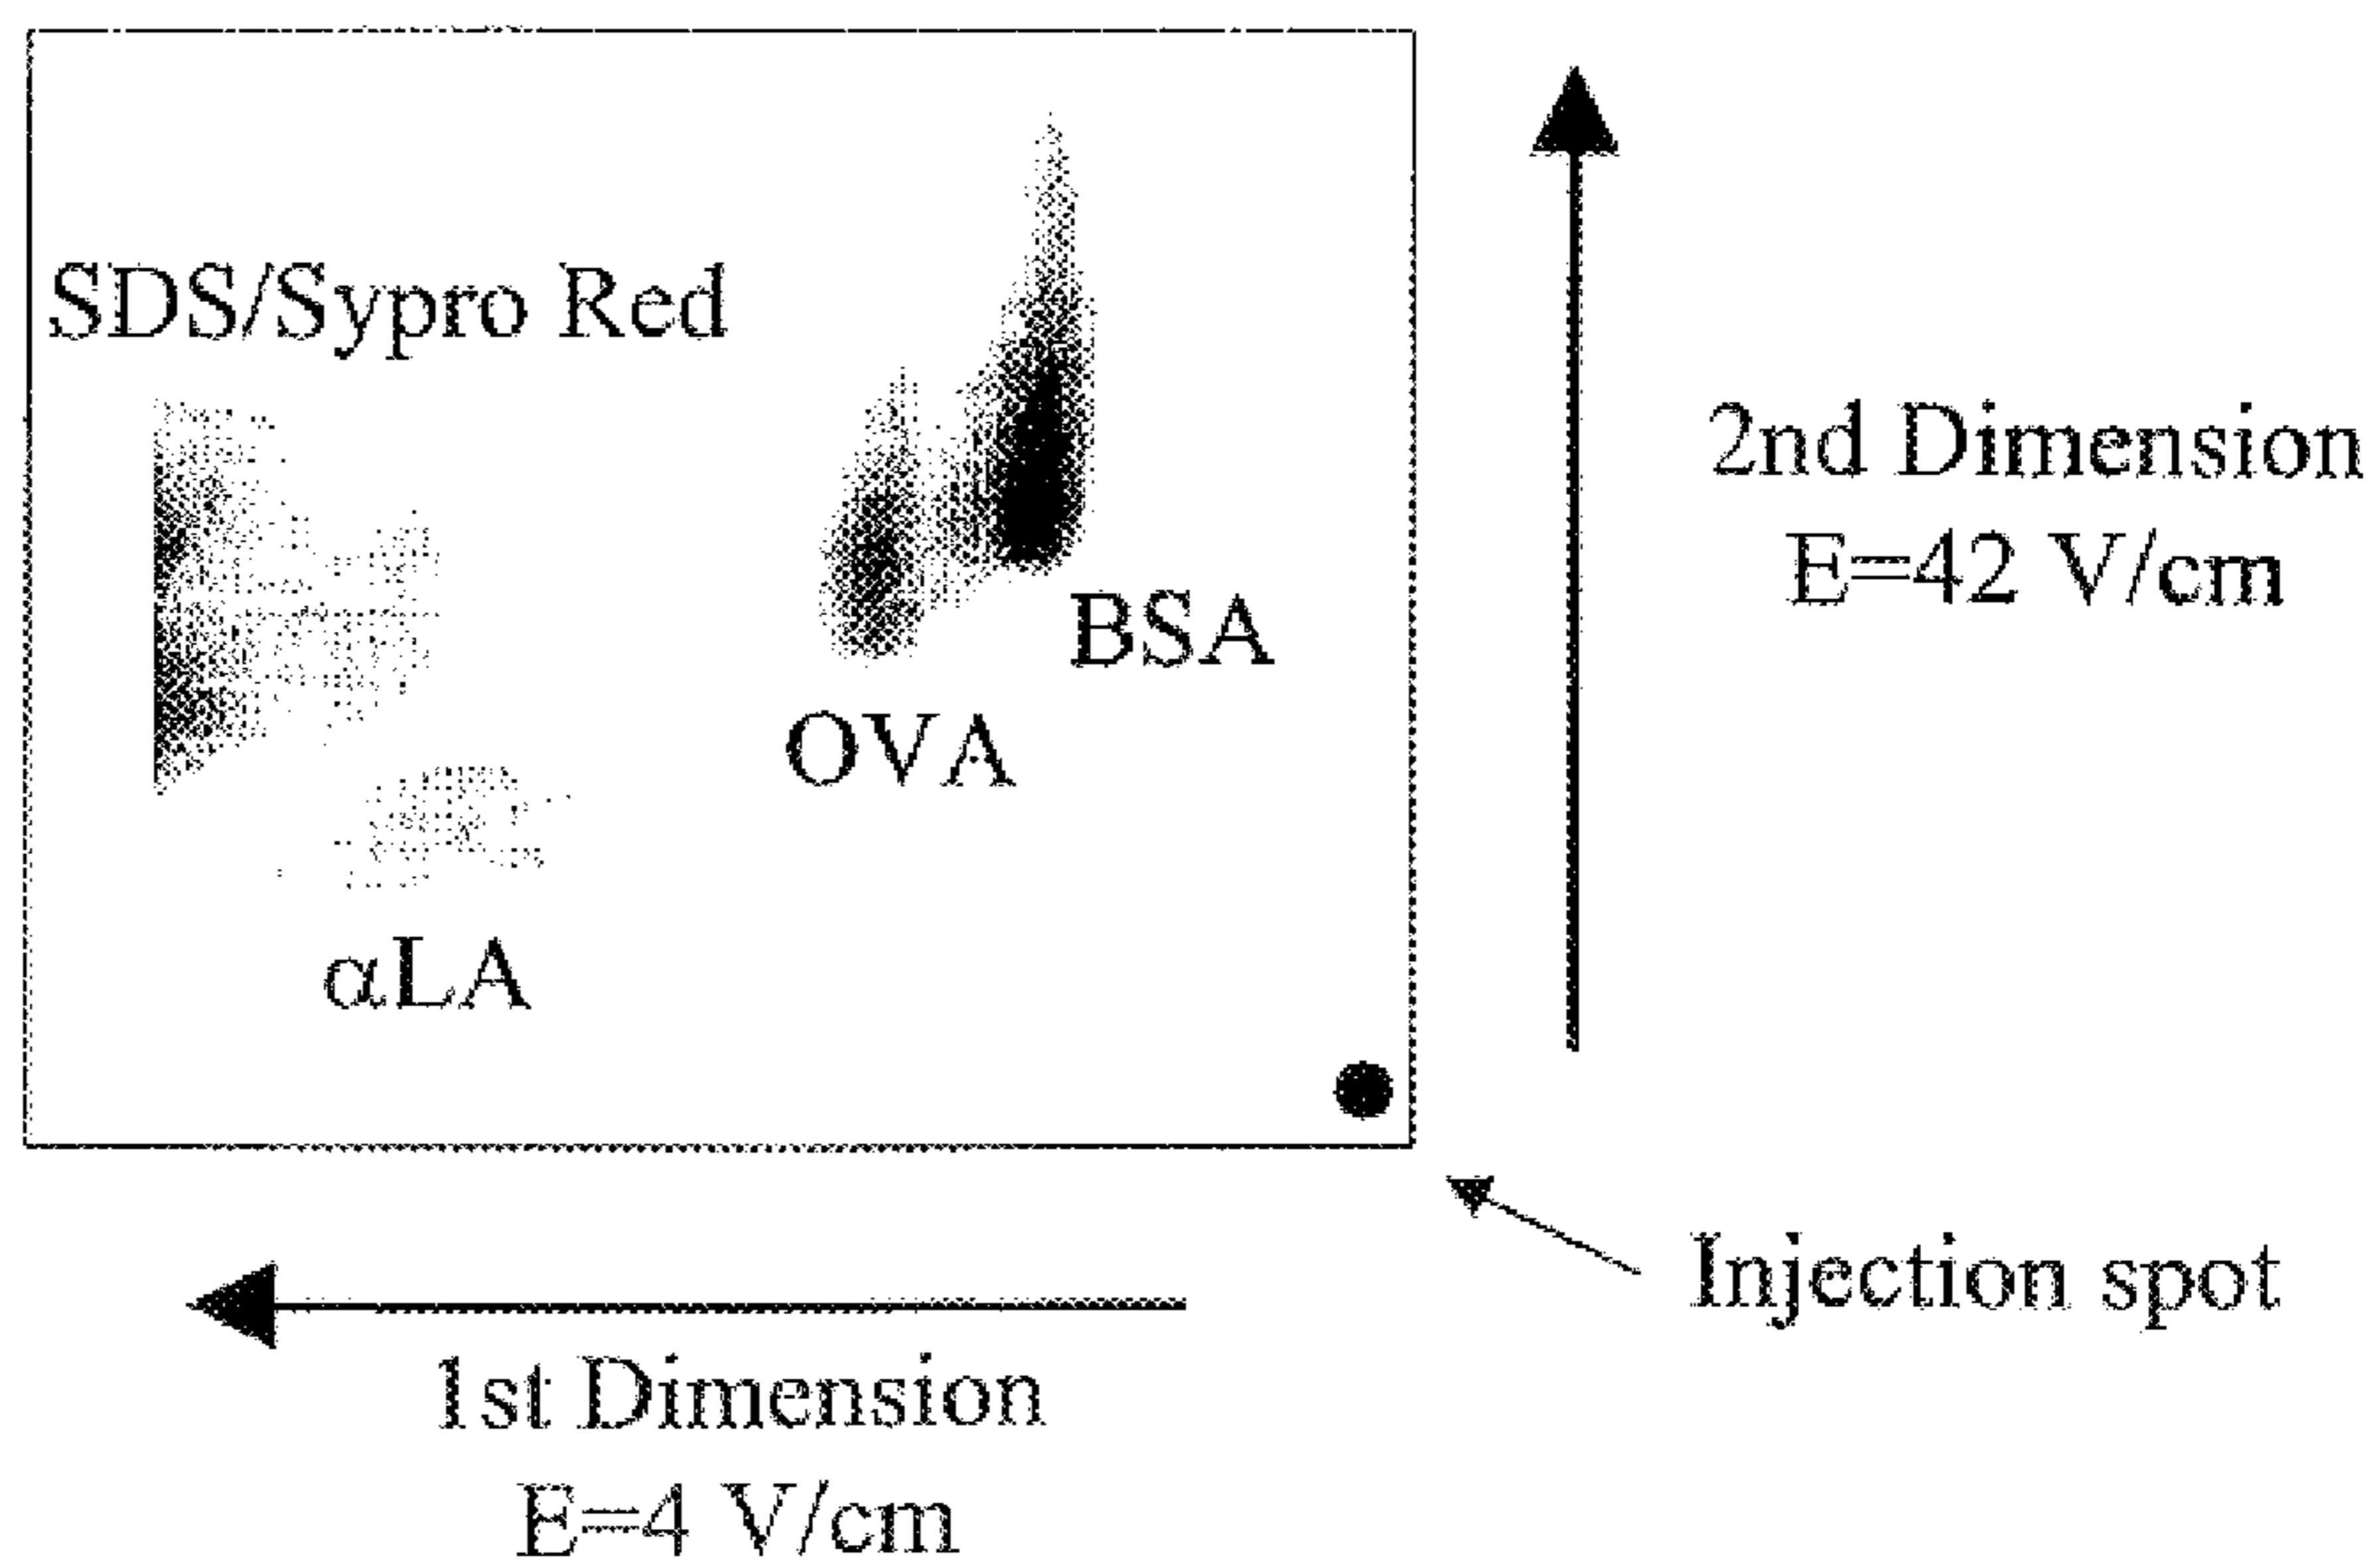 SDS/Sypro Red
2nd Dimension
E=42 V/cm
BSA
OVA
αLA
Injection spot
1st Dimension
E=4 V/cm